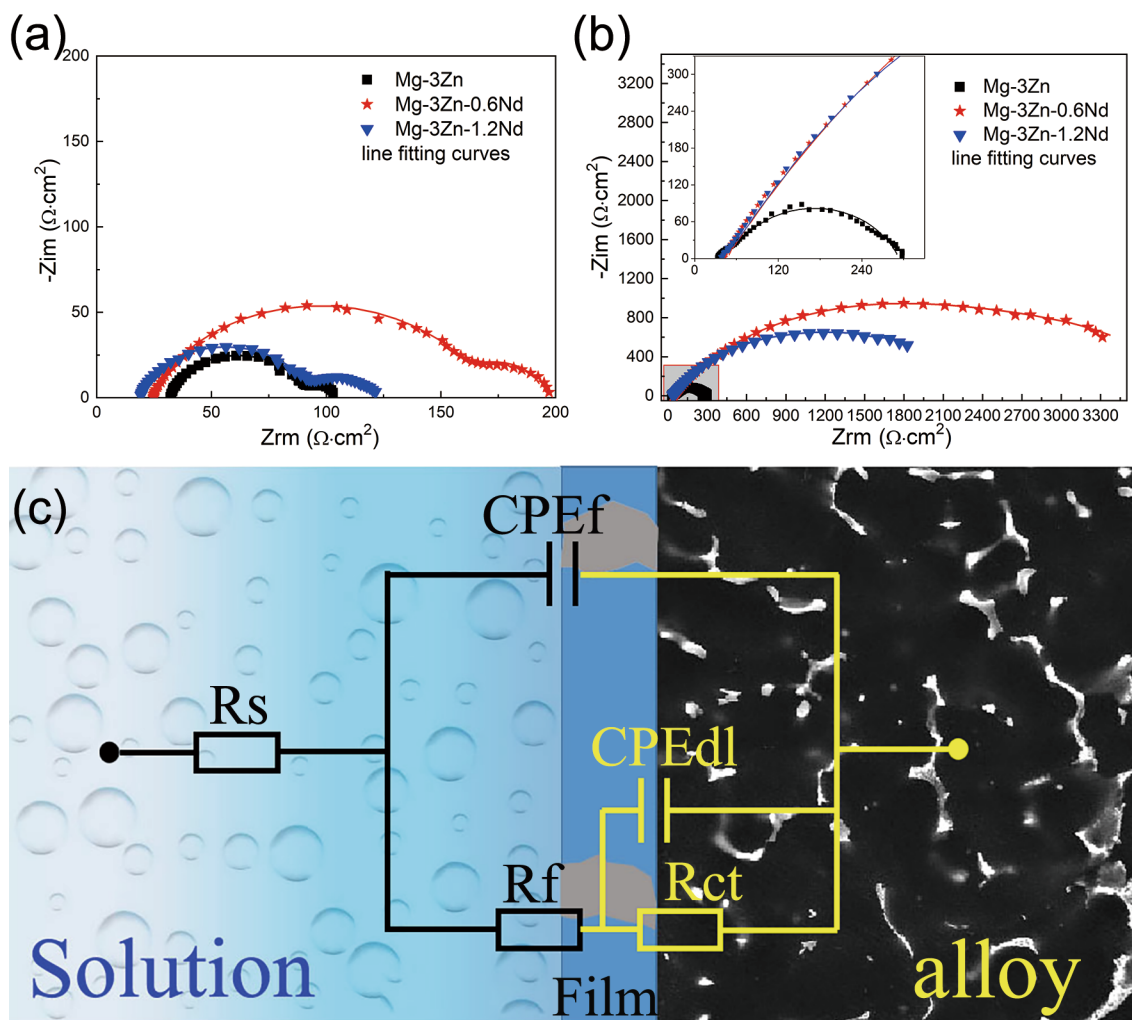 (a)
200
150
100
50
0
-Zim (Ω·cm²)
Mg-3Zn
Mg-3Zn-0.6Nd
Mg-3Zn-1.2Nd
line fitting curves
0 50 100 150 200
Zrm (Ω·cm²)
(b)
3200
2800
2400
2000
1600
1200
800
400
0
-Zim (Ω·cm²)
330
300
240
180
120
60
0
0 120 240
Mg-3Zn
Mg-3Zn-0.6Nd
Mg-3Zn-1.2Nd
line fitting curves
0 300 600 900 1200 1500 1800 2100 2400 2700 3000 3300
Zrm (Ω·cm²)
(c)
CPEf
Rs
CPEdl
Rf
Rct
Solution
Film
alloy